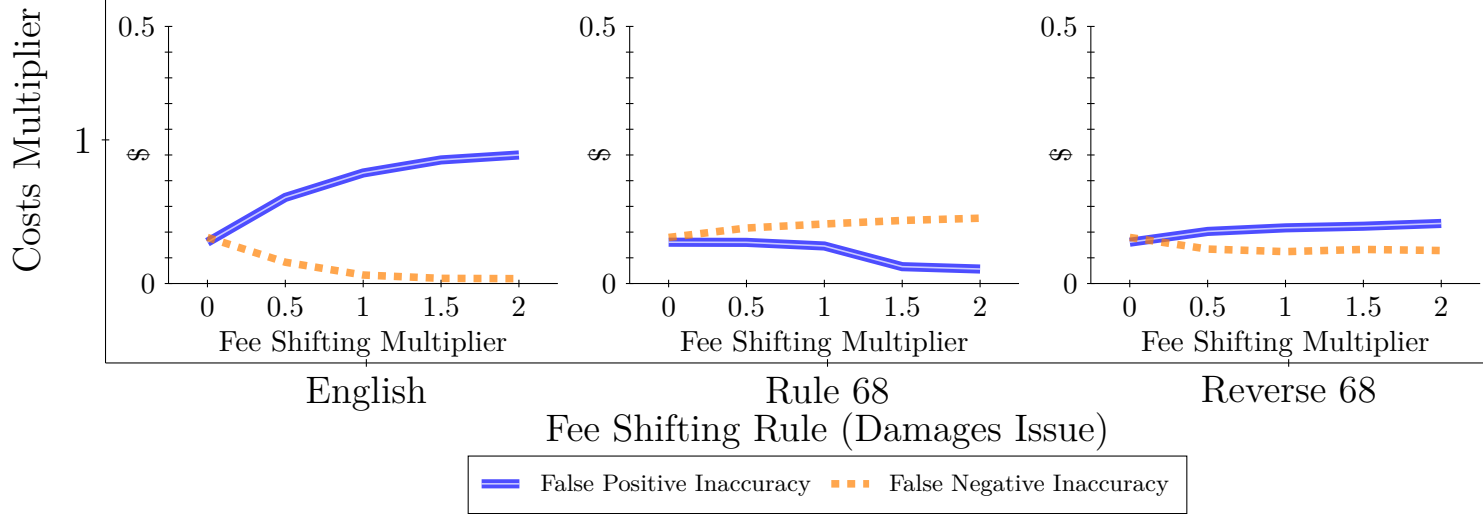 Costs Multiplier
1
0.5
$
0
0 0.5 1 1.5 2
Fee Shifting Multiplier
English
0.5
$
0
0 0.5 1 1.5 2
Fee Shifting Multiplier
Rule 68
0.5
$
0
0 0.5 1 1.5 2
Fee Shifting Multiplier
Reverse 68
Fee Shifting Rule (Damages Issue)
False Positive Inaccuracy False Negative Inaccuracy